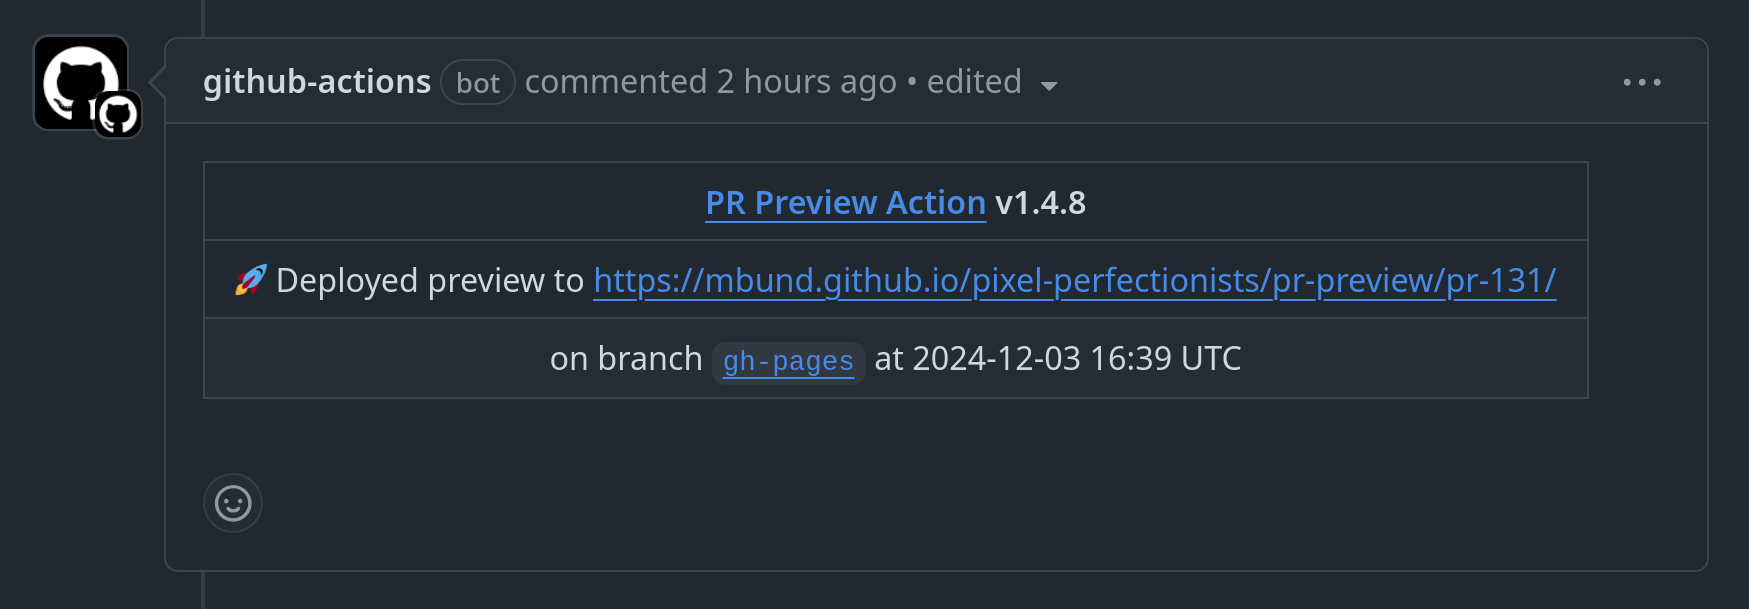 github-actions bot commented 2 hours ago • edited
PR Preview Action v1.4.8
🚀 Deployed preview to https://mbund.github.io/pixel-perfectionists/pr-preview/pr-131/
on branch gh-pages at 2024-12-03 16:39 UTC